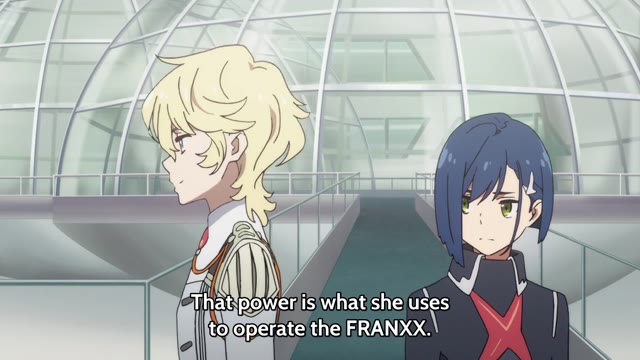 That power is what she uses
to operate the FRANXX.